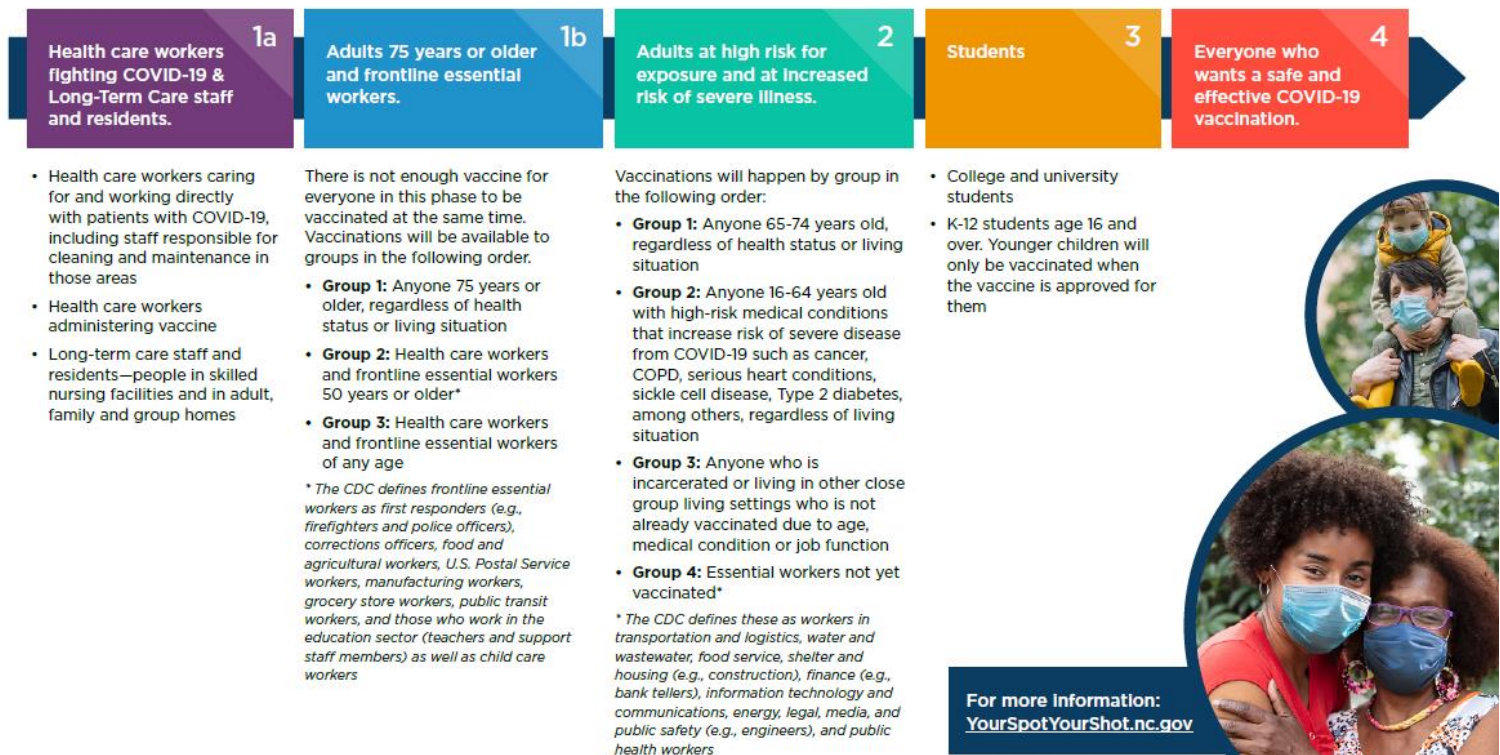 1a
Health care workers
fighting COVID-19 &
Long-Term Care staff
and residents.
• Health care workers caring
for and working directly
with patients with COVID-19,
including staff responsible for
cleaning and maintenance in
those areas
• Health care workers
administering vaccine
• Long-term care staff and
residents—people in skilled
nursing facilities and in adult,
family and group homes
1b
Adults 75 years or older
and frontline essential
workers.
There is not enough vaccine for
everyone in this phase to be
vaccinated at the same time.
Vaccinations will be available to
groups in the following order.
• Group 1: Anyone 75 years or
older, regardless of health
status or living situation
• Group 2: Health care workers
and frontline essential workers
50 years or older*
• Group 3: Health care workers
and frontline essential workers
of any age
* The CDC defines frontline essential
workers as first responders (e.g.,
firefighters and police officers),
corrections officers, food and
agricultural workers, U.S. Postal Service
workers, manufacturing workers,
grocery store workers, public transit
workers, and those who work in the
education sector (teachers and support
staff members) as well as child care
workers
2
Adults at high risk for
exposure and at increased
risk of severe illness.
Vaccinations will happen by group in
the following order:
• Group 1: Anyone 65-74 years old,
regardless of health status or living
situation
• Group 2: Anyone 16-64 years old
with high-risk medical conditions
that increase risk of severe disease
from COVID-19 such as cancer,
COPD, serious heart conditions,
sickle cell disease, Type 2 diabetes,
among others, regardless of living
situation
• Group 3: Anyone who is
incarcerated or living in other close
group living settings who is not
already vaccinated due to age,
medical condition or job function
• Group 4: Essential workers not yet
vaccinated*
* The CDC defines these as workers in
transportation and logistics, water and
wastewater, food service, shelter and
housing (e.g., construction), finance (e.g.,
bank tellers), information technology and
communications, energy, legal, media, and
public safety (e.g., engineers), and public
health workers
3
Students
• College and university
students
• K-12 students age 16 and
over. Younger children will
only be vaccinated when
the vaccine is approved for
them
4
Everyone who
wants a safe and
effective COVID-19
vaccination.
For more information:
YourSpotYourShot.nc.gov